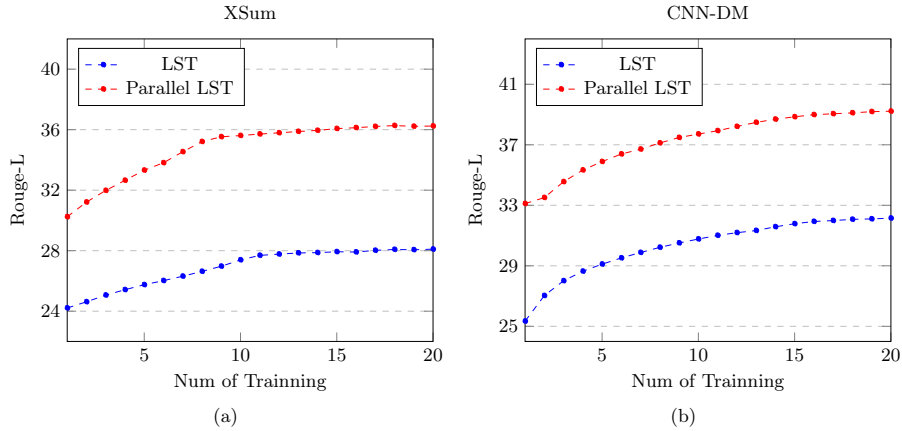 XSum
LST
Parallel LST
Rouge-L
42
40
36
32
28
24
5
10
15
20
Num of Trainning
(a)
CNN-DM
LST
Parallel LST
Rouge-L
41
37
33
29
25
5
10
15
20
Num of Trainning
(b)